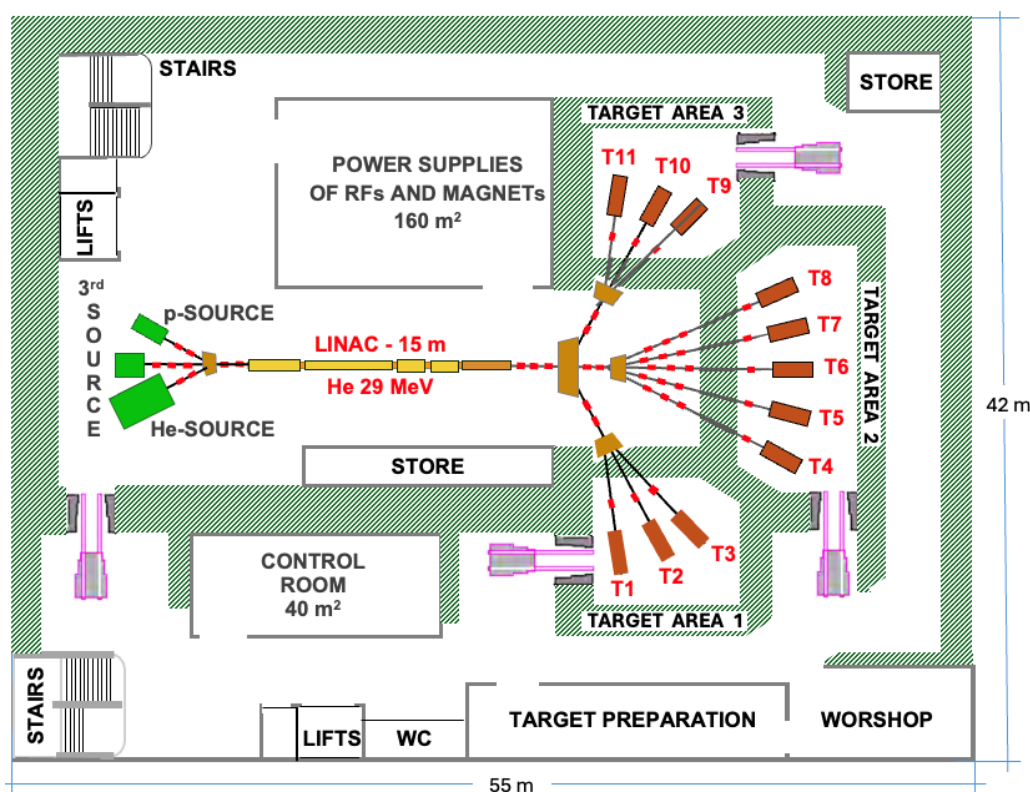 STAIRS
STORE
TARGET AREA 3
POWER SUPPLIES
OF RFs AND MAGNETs
160 m²
T11
T10
T9
LIFTS
3rd
SOURCE
p-SOURCE
He-SOURCE
LINAC - 15 m
He 29 MeV
T8
T7
T6
T5
T4
TARGET AREA 2
42 m
STORE
CONTROL
ROOM
40 m²
T1
T2
T3
TARGET AREA 1
STAIRS
LIFTS
WC
TARGET PREPARATION
WORSHOP
55 m